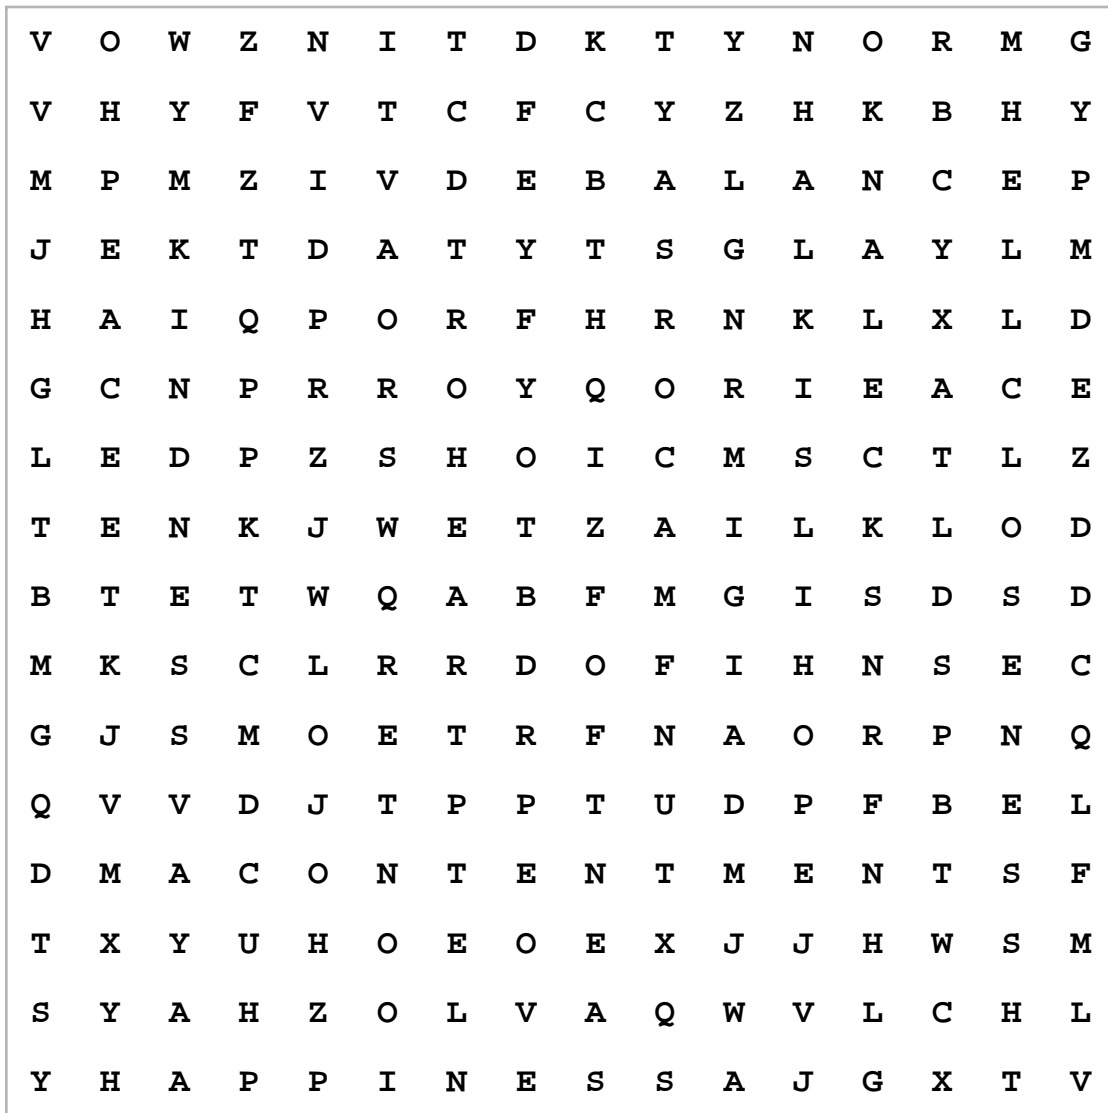 V O W Z N I T D K T Y N O R M G
V H Y F V T C F C Y Z H K B H Y
M P M Z I V D E B A L A N C E P
J E K T D A T Y T S G L A Y L M
H A I Q P O R F H R N K L X L D
G C N P R R O Y Q O R I E A C E
L E D P Z S H O I C M S C T L Z
T E N K J W E T Z A I L K L O D
B T E T W Q A B F M G I S D S D
M K S C L R R D O F I H N S E C
G J S M O E T R F N A O R P N Q
Q V V D J T P P T U D P F B E L
D M A C O N T E N T M E N T S F
T X Y U H O E O E X J J H W S M
S Y A H Z O L V A Q W V L C H L
Y H A P P I N E S S A J G X T V